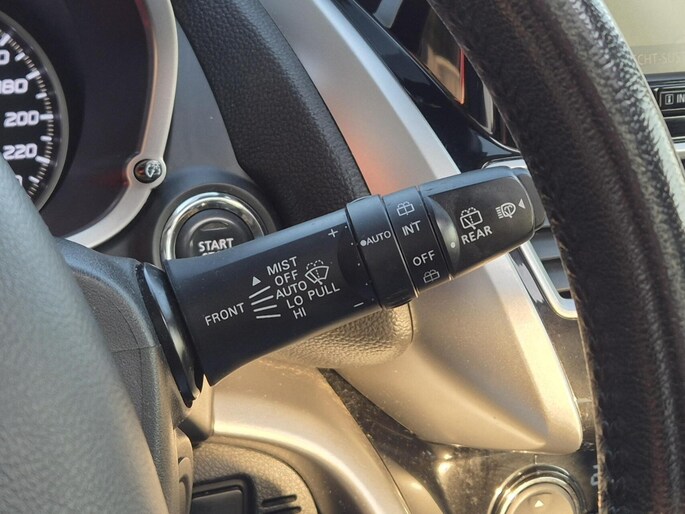 180
200
220
START
FRONT
MIST
OFF
AUTO
LO PULL
HI
+
AUTO
−
INT
OFF
REAR